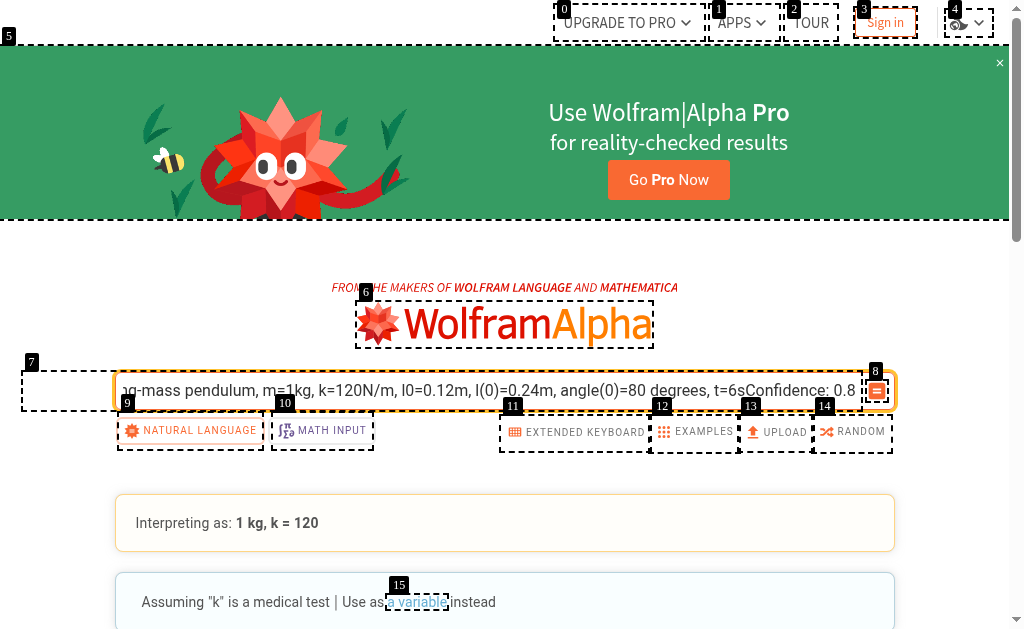 0
1
2
3
4
UPGRADE TO PRO
APPS
TOUR
Sign in
5
×
Use Wolfram|Alpha Pro
for reality-checked results
Go Pro Now
FROM THE MAKERS OF WOLFRAM LANGUAGE AND MATHEMATICA
6
WolframAlpha
7
8
ng-mass pendulum, m=1kg, k=120N/m, l0=0.12m, l(0)=0.24m, angle(0)=80 degrees, t=6sConfidence: 0.8
=
9
10
11
12
13
14
NATURAL LANGUAGE
MATH INPUT
EXTENDED KEYBOARD
EXAMPLES
UPLOAD
RANDOM
Interpreting as: 1 kg, k = 120
15
Assuming "k" is a medical test | Use as a variable instead